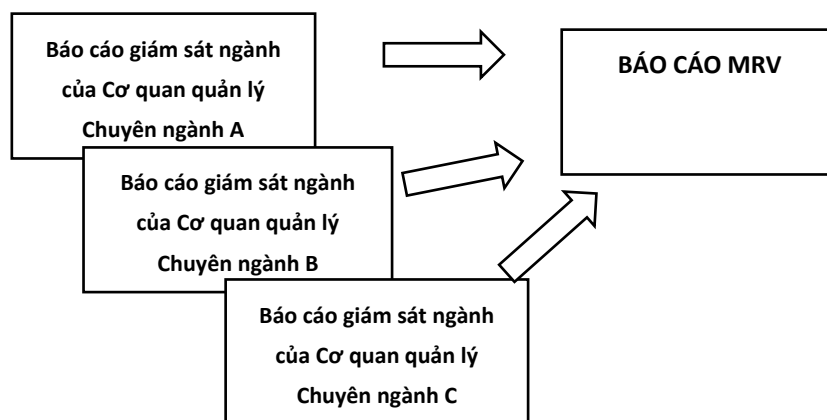 Báo cáo giám sát ngành
của Cơ quan quản lý
Chuyên ngành A
BÁO CÁO MRV
Báo cáo giám sát ngành
của Cơ quan quản lý
Chuyên ngành B
Báo cáo giám sát ngành
của Cơ quan quản lý
Chuyên ngành C